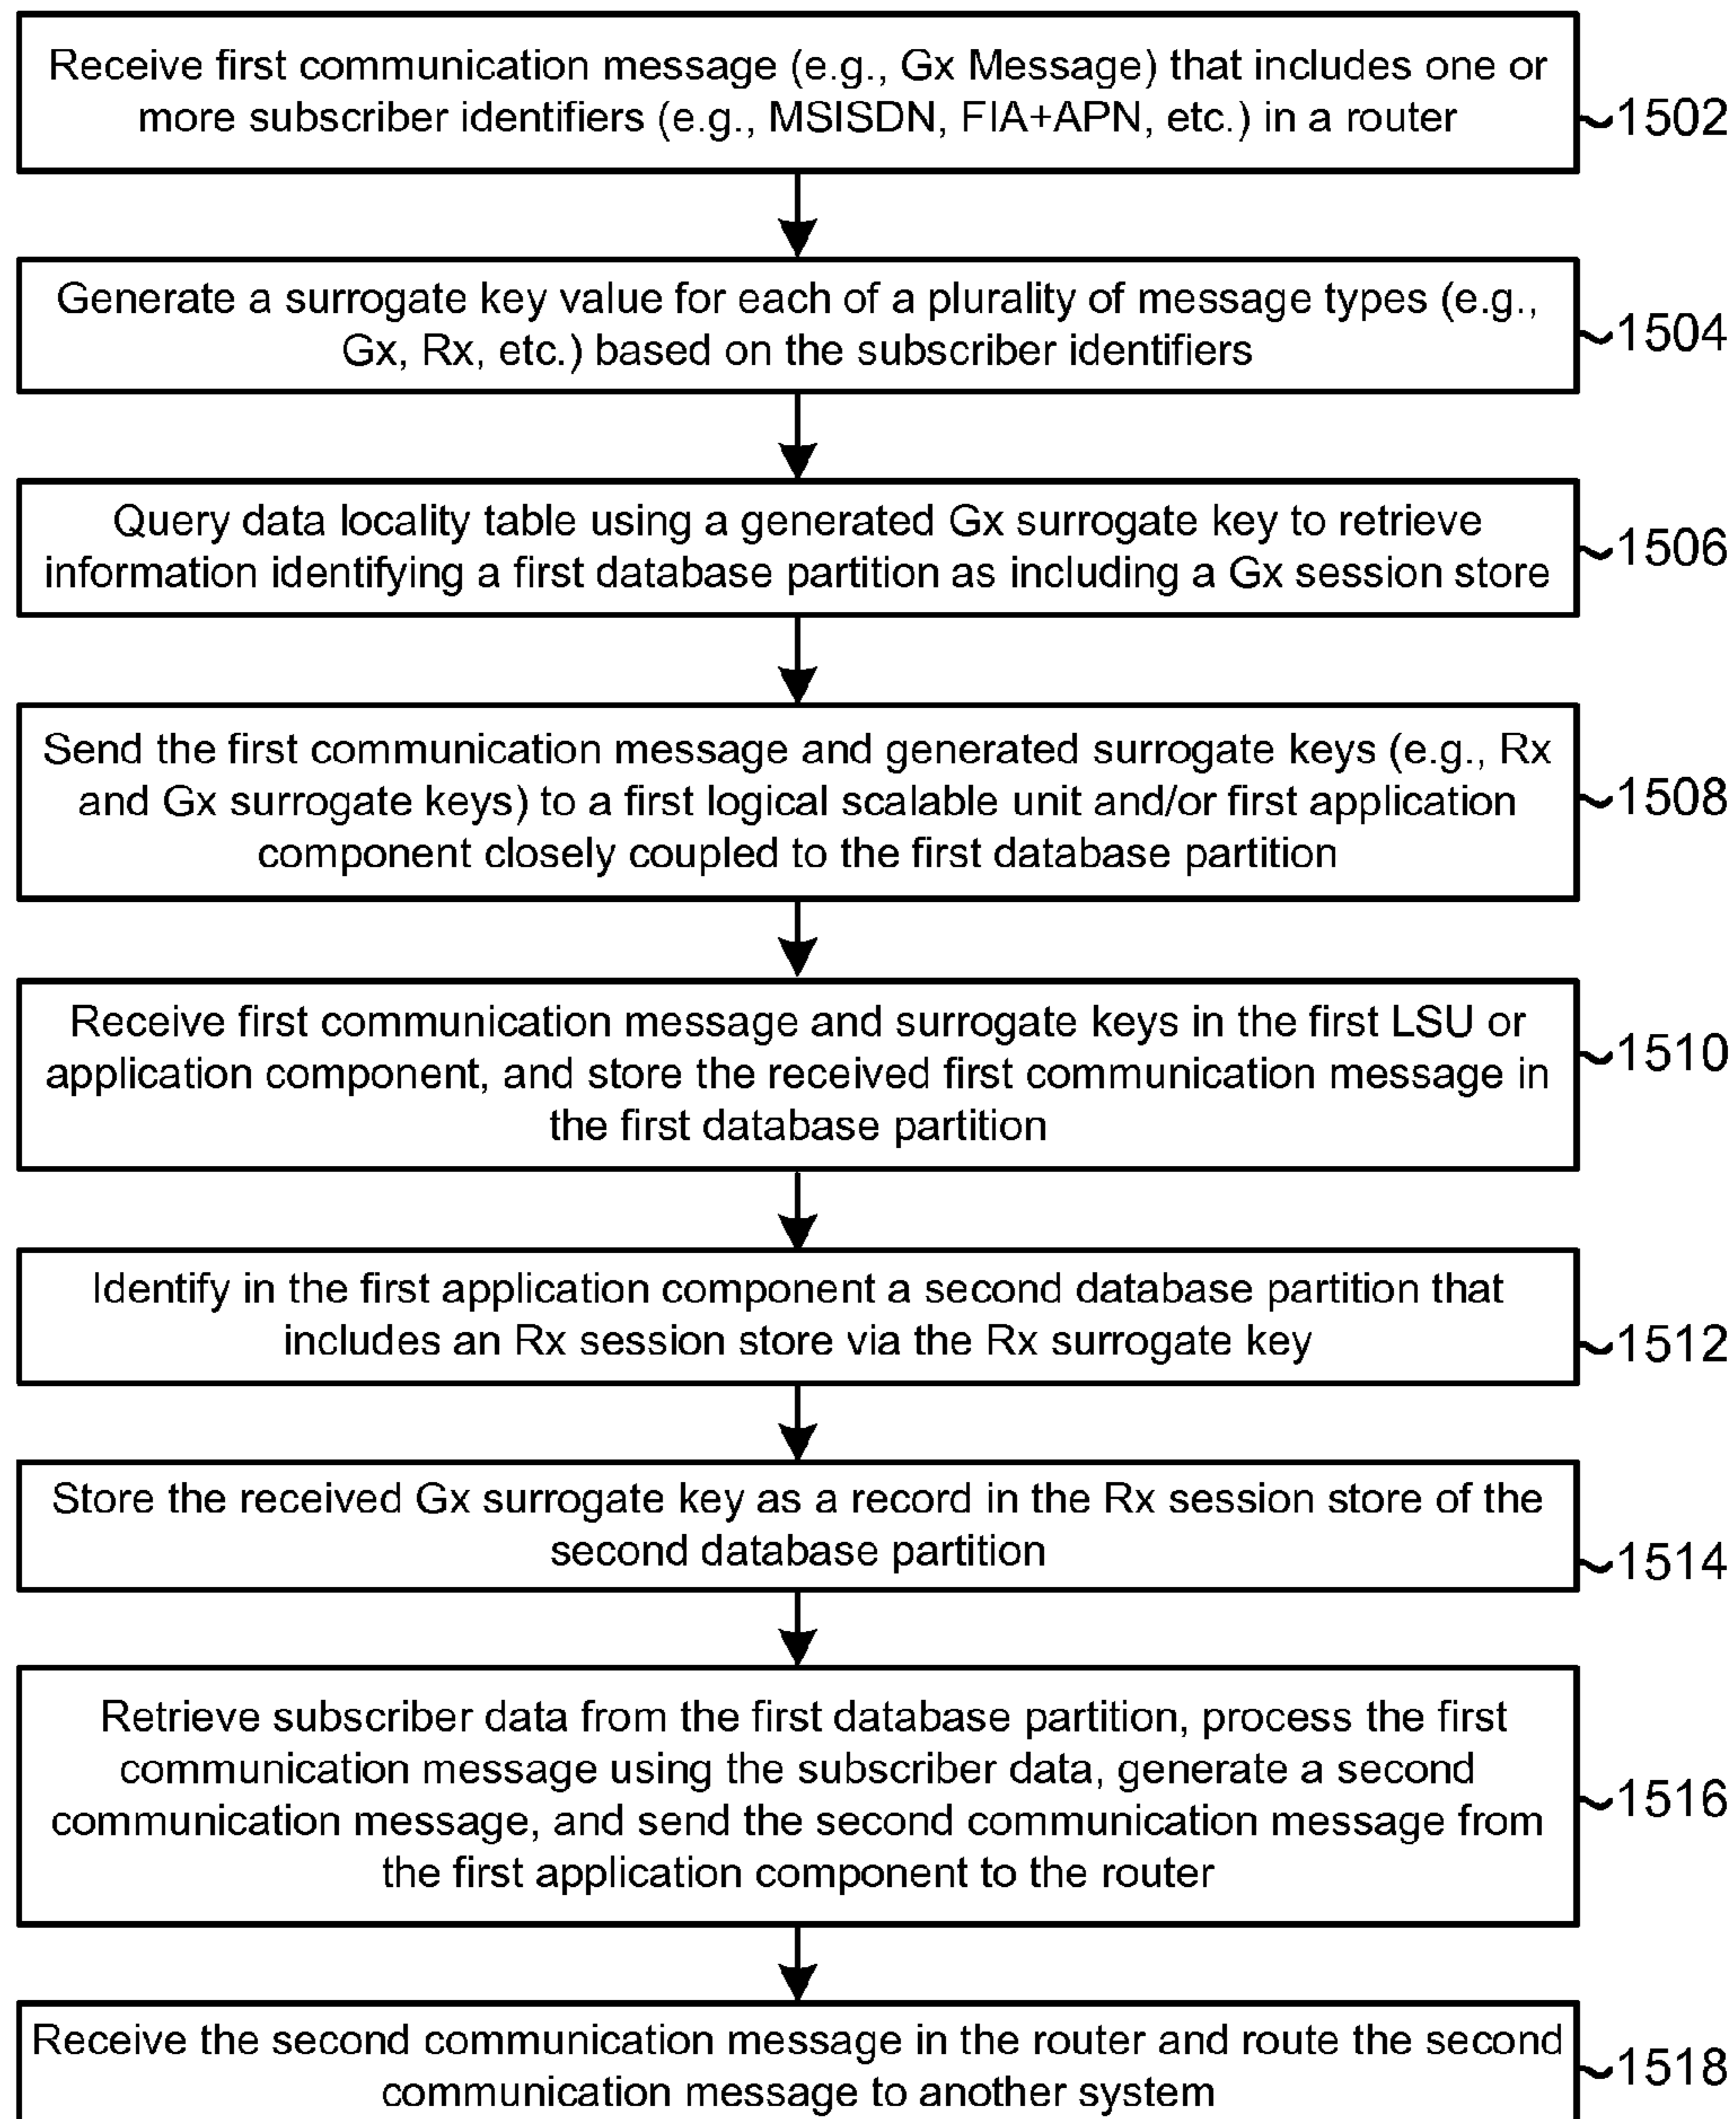 Receive first communication message (e.g., Gx Message) that includes one or
more subscriber identifiers (e.g., MSISDN, FIA+APN, etc.) in a router
1502
Generate a surrogate key value for each of a plurality of message types (e.g.,
Gx, Rx, etc.) based on the subscriber identifiers
1504
Query data locality table using a generated Gx surrogate key to retrieve
information identifying a first database partition as including a Gx session store
1506
Send the first communication message and generated surrogate keys (e.g., Rx
and Gx surrogate keys) to a first logical scalable unit and/or first application
component closely coupled to the first database partition
1508
Receive first communication message and surrogate keys in the first LSU or
application component, and store the received first communication message in
the first database partition
1510
Identify in the first application component a second database partition that
includes an Rx session store via the Rx surrogate key
1512
Store the received Gx surrogate key as a record in the Rx session store of the
second database partition
1514
Retrieve subscriber data from the first database partition, process the first
communication message using the subscriber data, generate a second
communication message, and send the second communication message from
the first application component to the router
1516
Receive the second communication message in the router and route the second
communication message to another system
1518